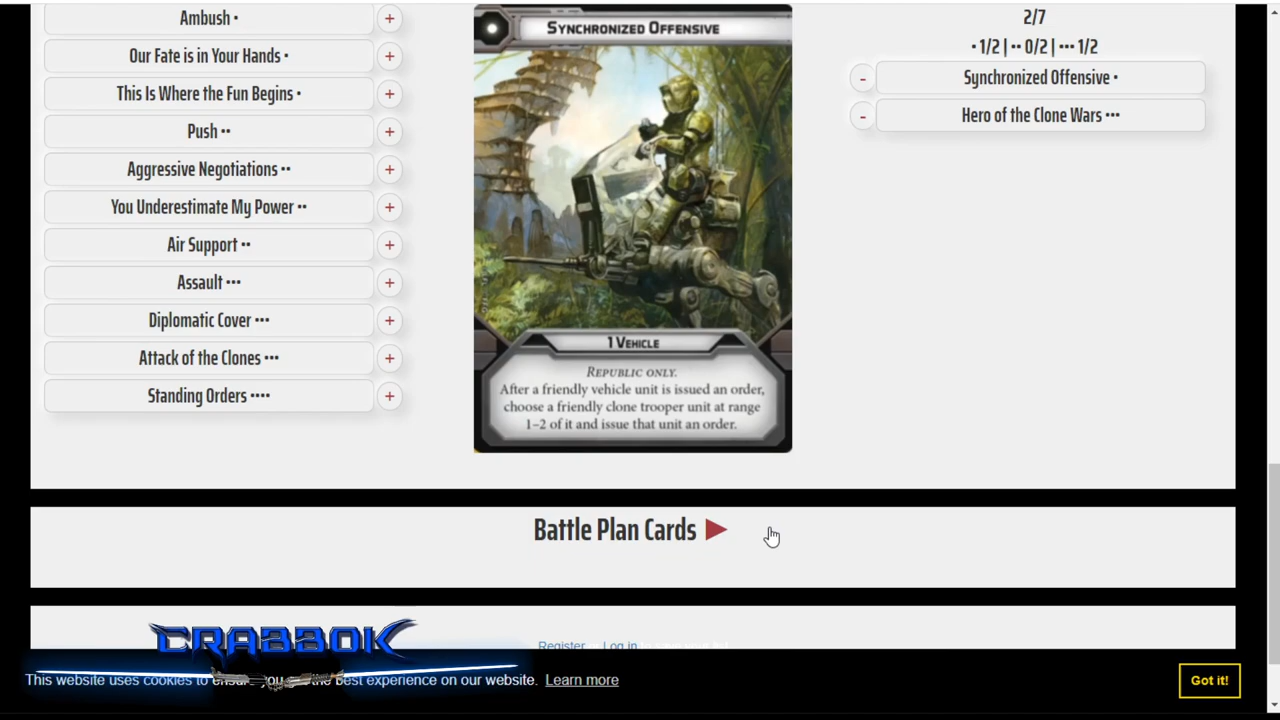 Ambush •
Our Fate is in Your Hands •
This Is Where the Fun Begins •
Push ••
Aggressive Negotiations ••
You Underestimate My Power ••
Air Support ••
Assault •••
Diplomatic Cover •••
Attack of the Clones •••
Standing Orders ••••
Synchronized Offensive
1 Vehicle
Republic only.
After a friendly vehicle unit is issued an order,
choose a friendly clone trooper unit at range
1–2 of it and issue that unit an order.
2/7
• 1/2 | •• 0/2 | ••• 1/2
Synchronized Offensive •
Hero of the Clone Wars •••
Battle Plan Cards
Register Log in
CRABBOK
This website uses cookies to ensure you get the best experience on our website. Learn more
Got it!